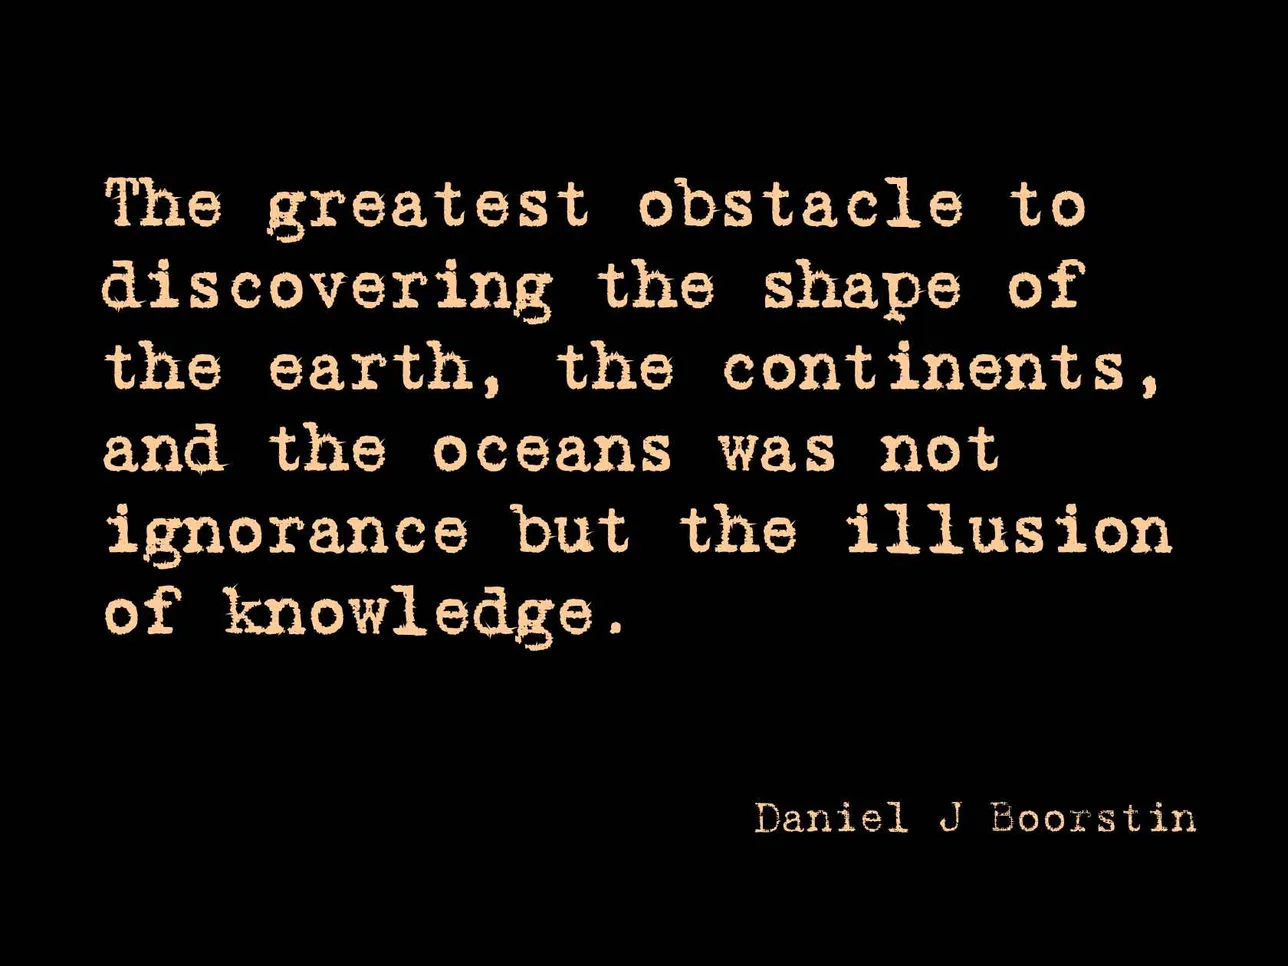 The greatest obstacle to
discovering the shape of
the earth, the continents,
and the oceans was not
ignorance but the illusion
of knowledge.
Daniel J Boorstin